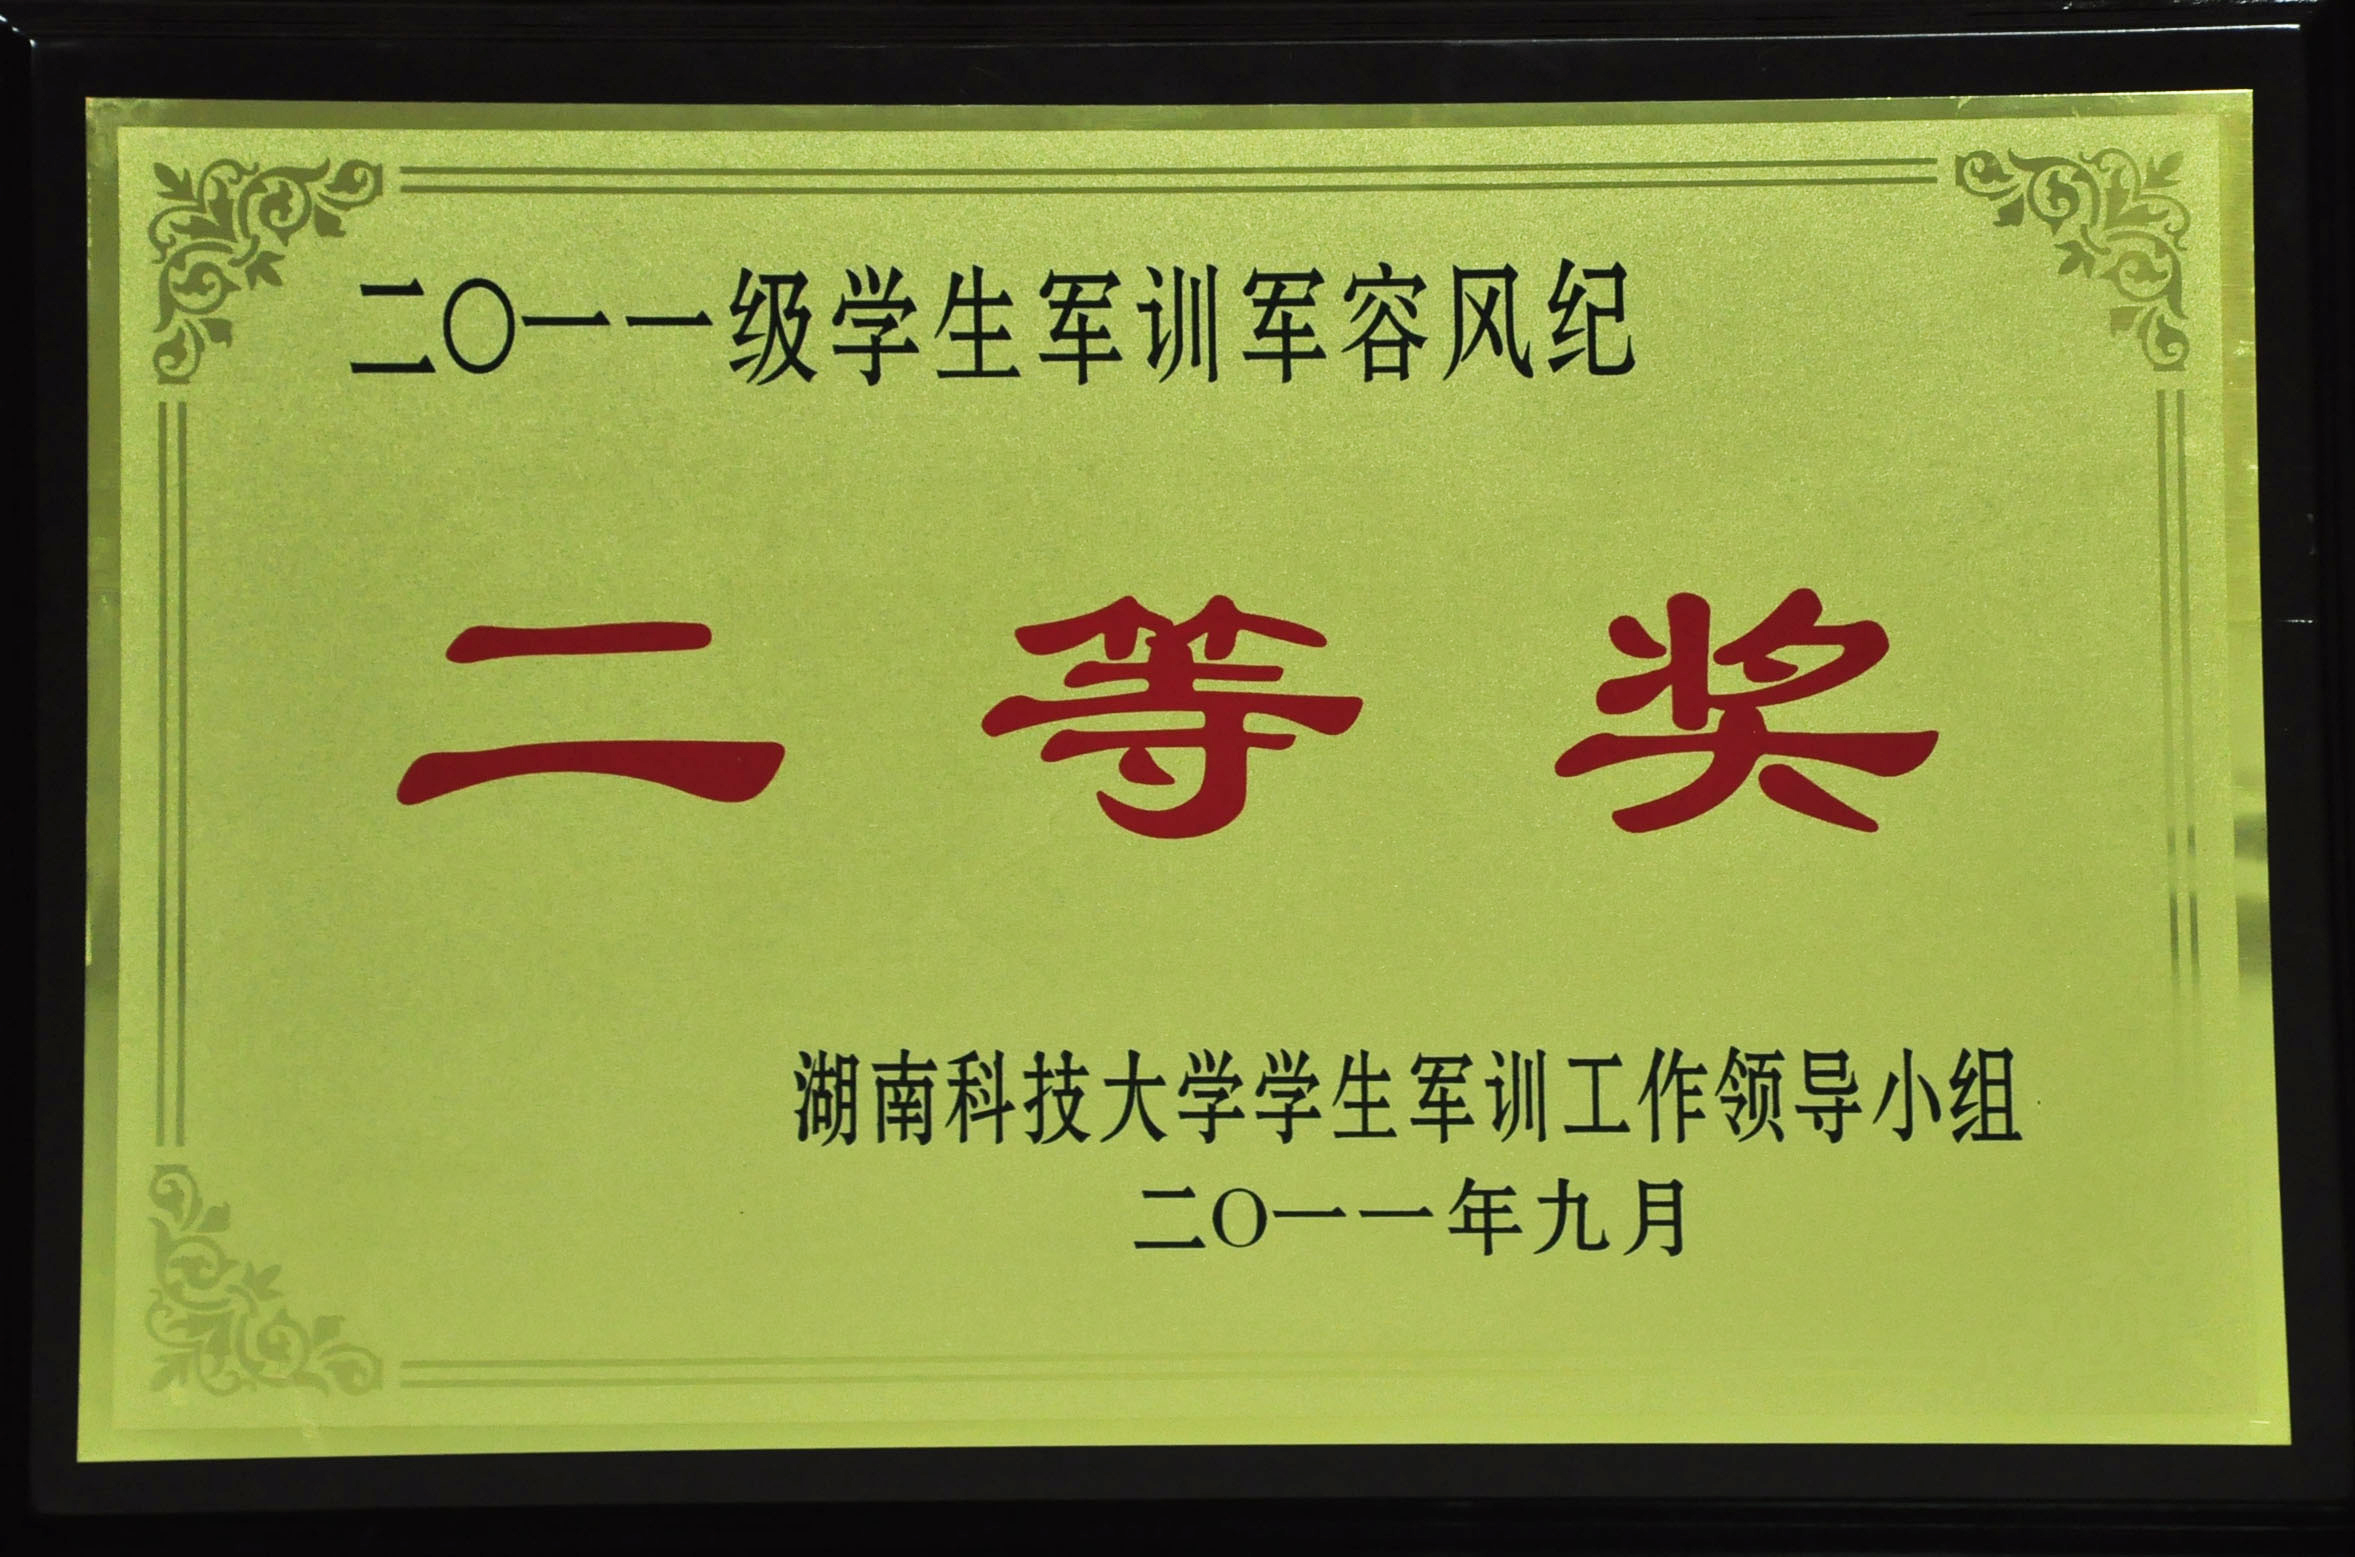 二〇一一级学生军训军容风纪
二等奖
湖南科技大学学生军训工作领导小组
二〇一一年九月